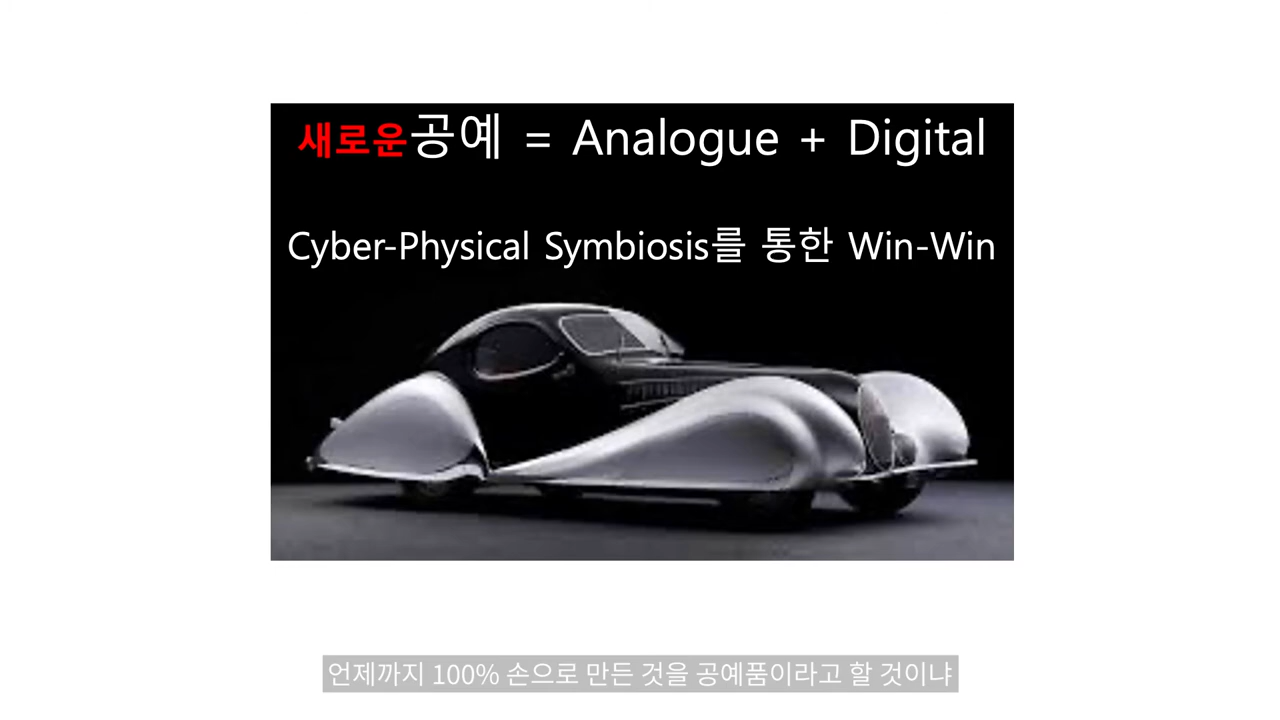 새로운공예 = Analogue + Digital
Cyber-Physical Symbiosis를 통한 Win-Win
언제까지 100% 손으로 만든 것을 공예품이라고 할 것이냐